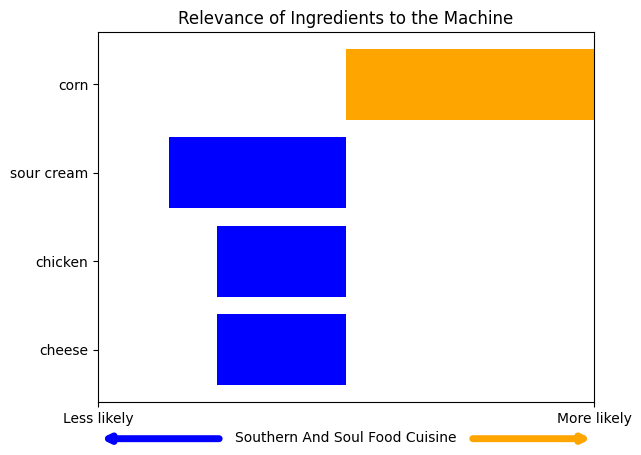 Relevance of Ingredients to the Machine
corn
sour cream
chicken
cheese
Less likely
More likely
Southern And Soul Food Cuisine